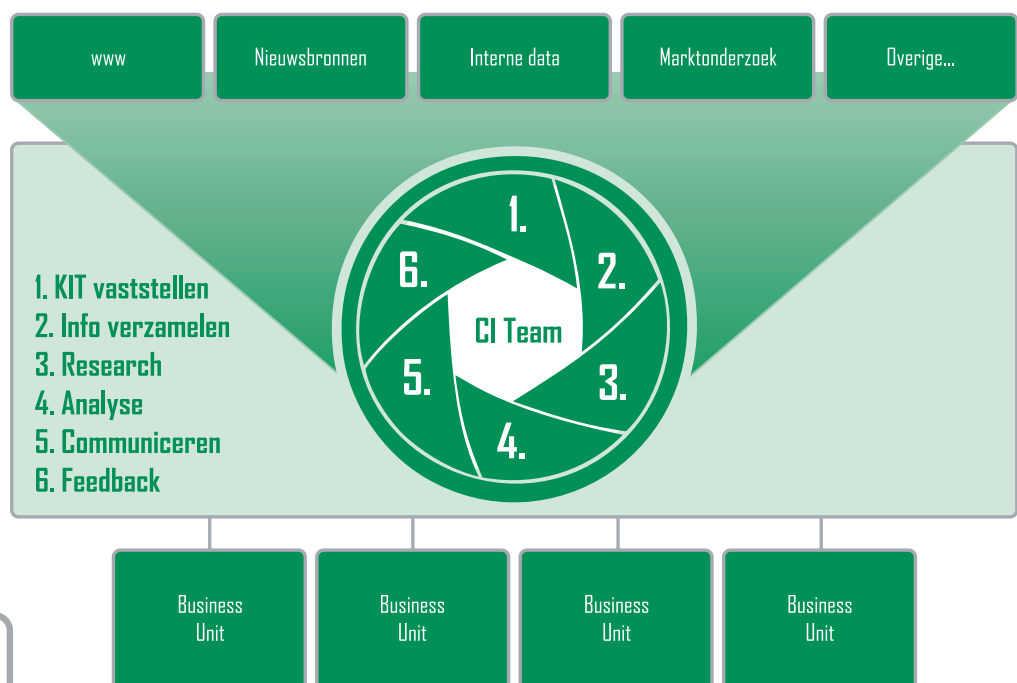 www
Nieuwsbronnen
Interne data
Marktonderzoek
Overige...
1.
2.
3.
4.
5.
6.
CI Team
1. KIT vaststellen
2. Info verzamelen
3. Research
4. Analyse
5. Communiceren
6. Feedback
Business
Unit
Business
Unit
Business
Unit
Business
Unit